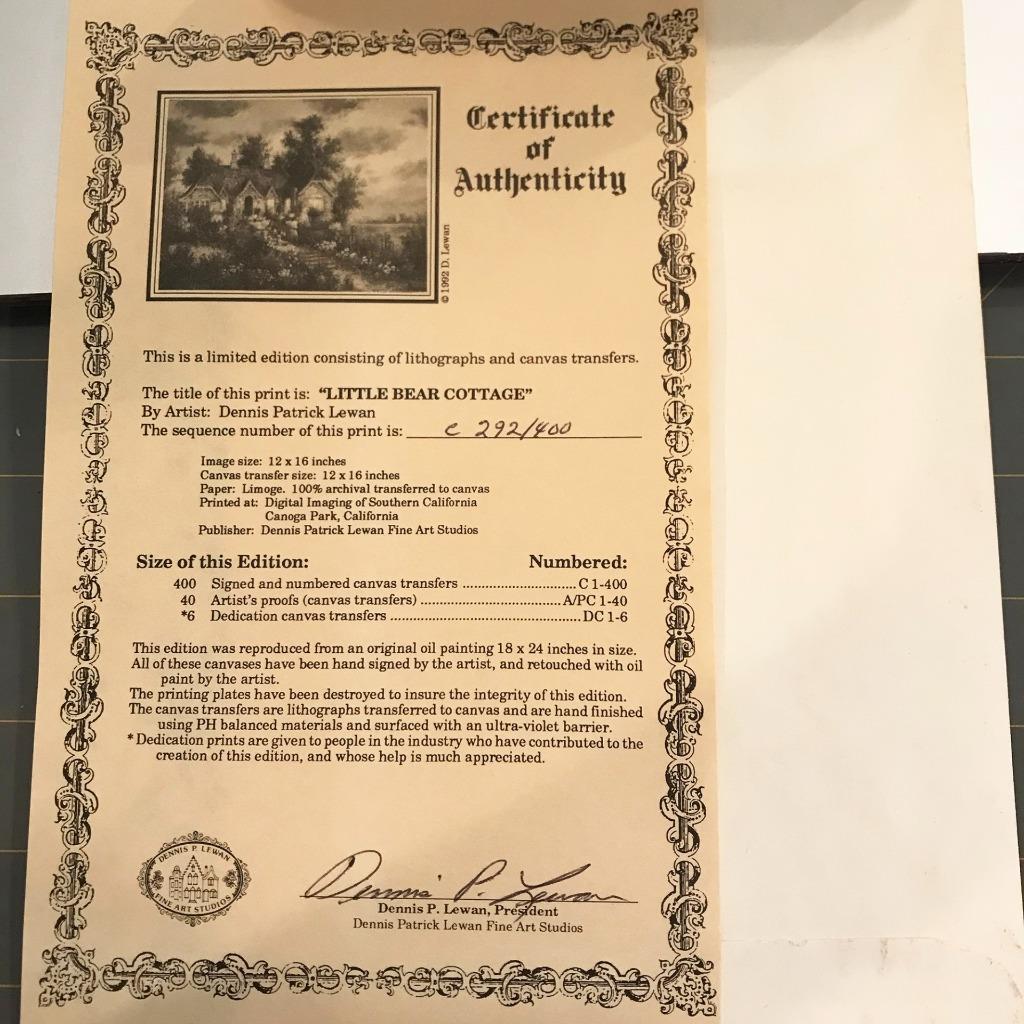 Certificate
of
Authenticity
© 1992 D. Lewan
This is a limited edition consisting of lithographs and canvas transfers.
The title of this print is: "LITTLE BEAR COTTAGE"
By Artist: Dennis Patrick Lewan
The sequence number of this print is: C 292/400
Image size: 12 x 16 inches
Canvas transfer size: 12 x 16 inches
Paper: Limoge. 100% archival transferred to canvas
Printed at: Digital Imaging of Southern California
Canoga Park, California
Publisher: Dennis Patrick Lewan Fine Art Studios
Size of this Edition: Numbered:
400 Signed and numbered canvas transfers ............................C 1-400
40 Artist's proofs (canvas transfers) ...................................A/PC 1-40
*6 Dedication canvas transfers ................................................DC 1-6
This edition was reproduced from an original oil painting 18 x 24 inches in size.
All of these canvases have been hand signed by the artist, and retouched with oil
paint by the artist.
The printing plates have been destroyed to insure the integrity of this edition.
The canvas transfers are lithographs transferred to canvas and are hand finished
using PH balanced materials and surfaced with an ultra-violet barrier.
* Dedication prints are given to people in the industry who have contributed to the
creation of this edition, and whose help is much appreciated.
DENNIS P. LEWAN
FINE ART STUDIOS
Dennis P. Lewan
Dennis P. Lewan, President
Dennis Patrick Lewan Fine Art Studios